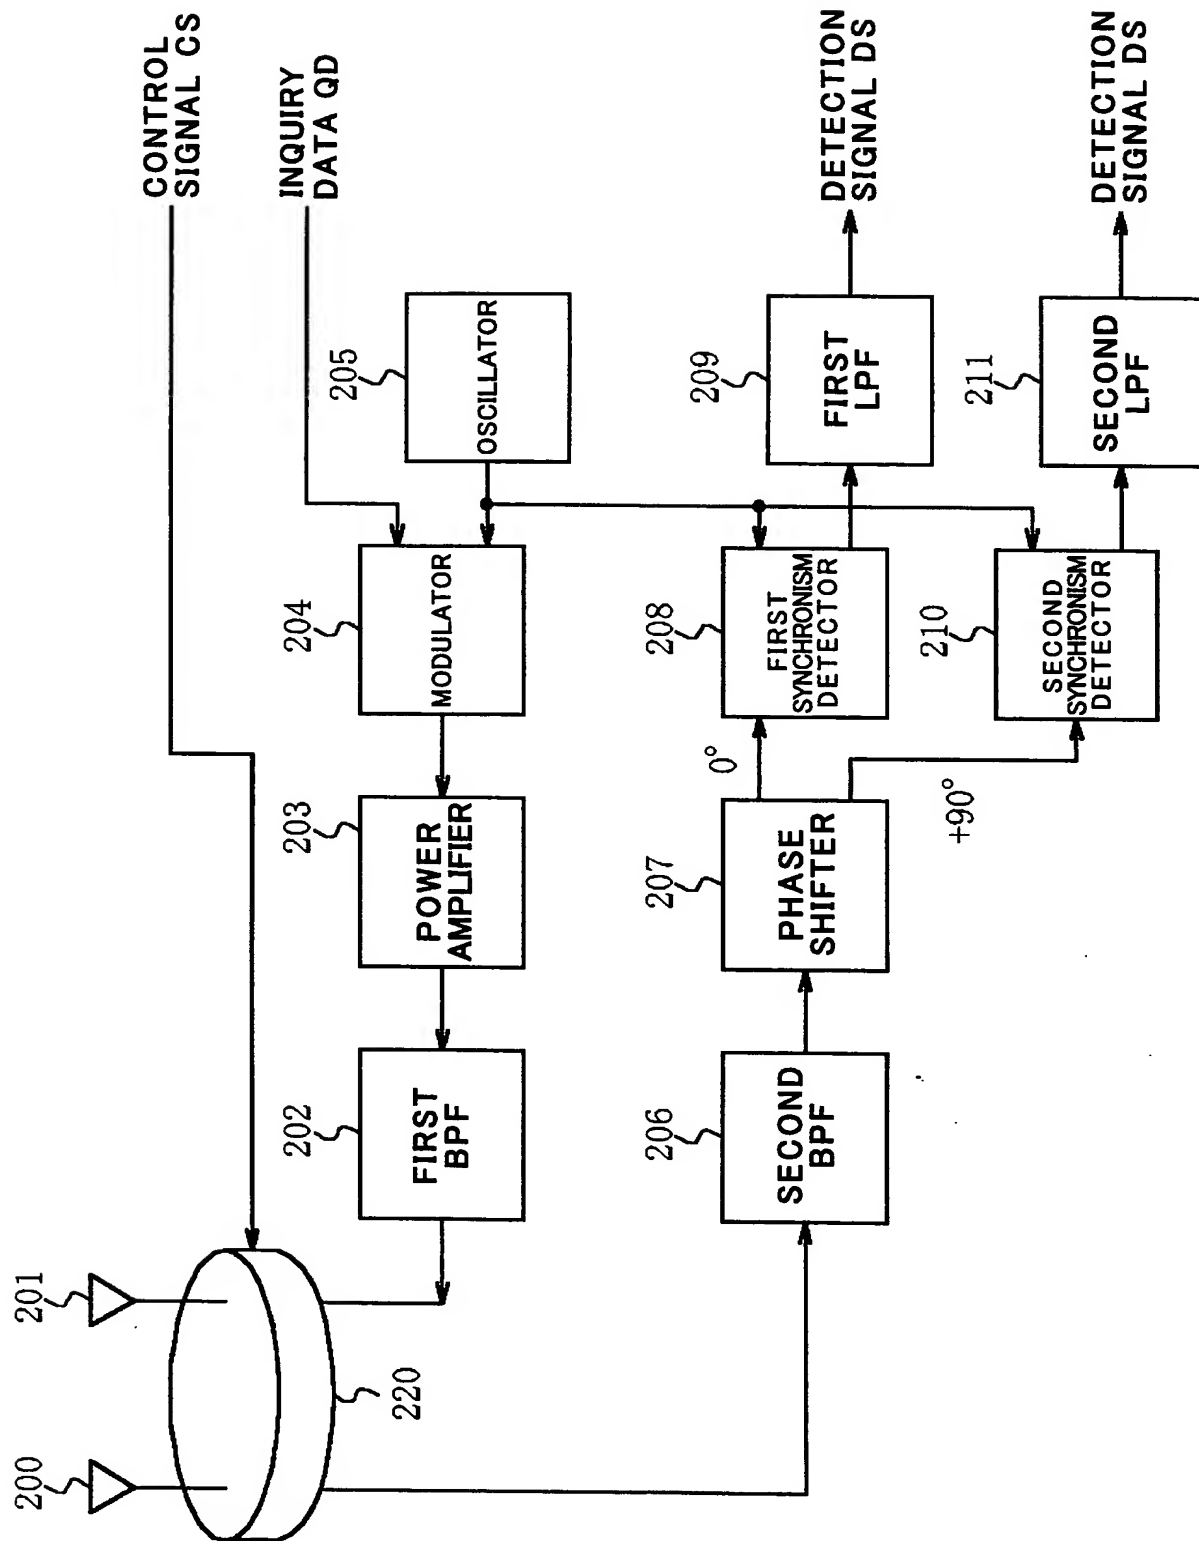 CONTROL
SIGNAL CS
INQUIRY
DATA QD
201
200
220
202
FIRST
BPF
203
POWER
AMPLIFIER
204
MODULATOR
205
OSCILLATOR
206
SECOND
BPF
207
PHASE
SHIFTER
0°
+90°
208
FIRST
SYNCHRONISM
DETECTOR
209
FIRST
LPF
DETECTION
SIGNAL DS
210
SECOND
SYNCHRONISM
DETECTOR
211
SECOND
LPF
DETECTION
SIGNAL DS